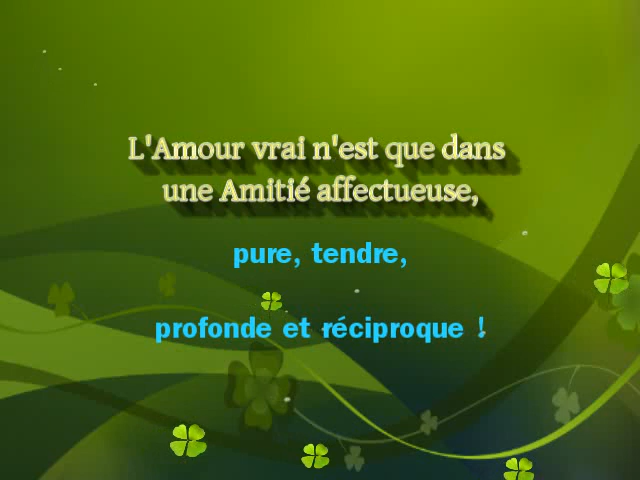 L'Amour vrai n'est que dans
une Amitié affectueuse,
pure, tendre,
profonde et réciproque !